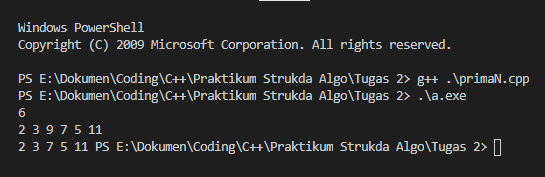 Windows PowerShell
Copyright (C) 2009 Microsoft Corporation. All rights reserved.
PS E:\Dokumen\Coding\C++\Praktikum Strukda Algo\Tugas 2> g++ .\primaN.cpp
PS E:\Dokumen\Coding\C++\Praktikum Strukda Algo\Tugas 2> .\a.exe
6
2 3 9 7 5 11
2 3 7 5 11 PS E:\Dokumen\Coding\C++\Praktikum Strukda Algo\Tugas 2>